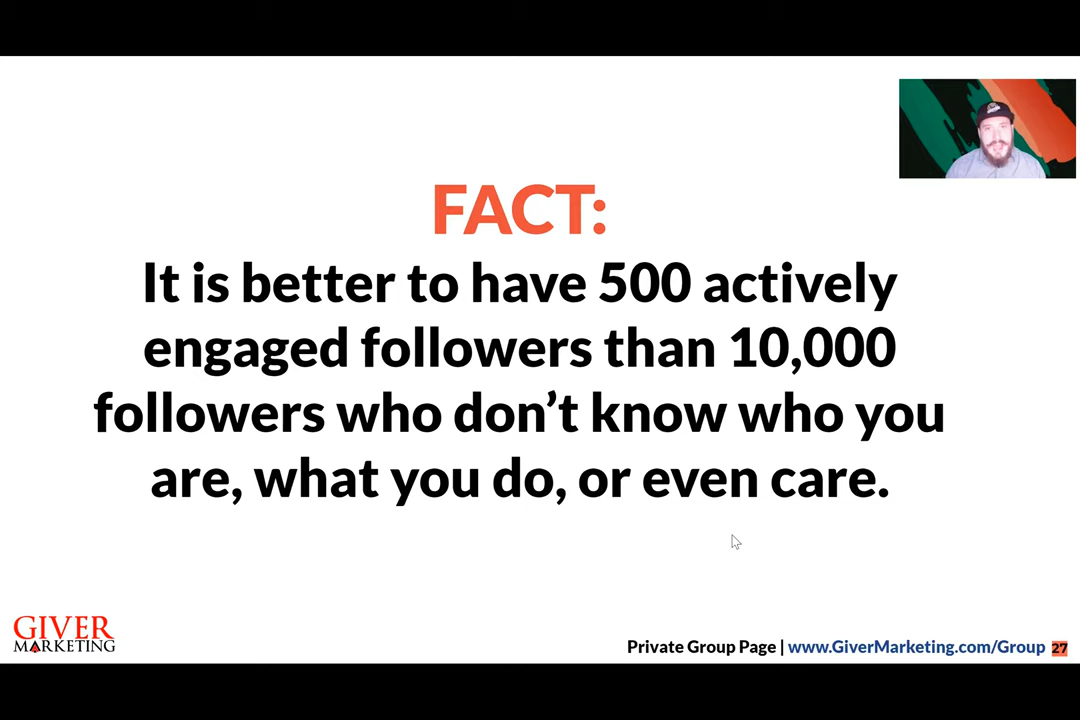 FACT:
It is better to have 500 actively
engaged followers than 10,000
followers who don’t know who you
are, what you do, or even care.
GIVER
MARKETING
Private Group Page | www.GiverMarketing.com/Group 27